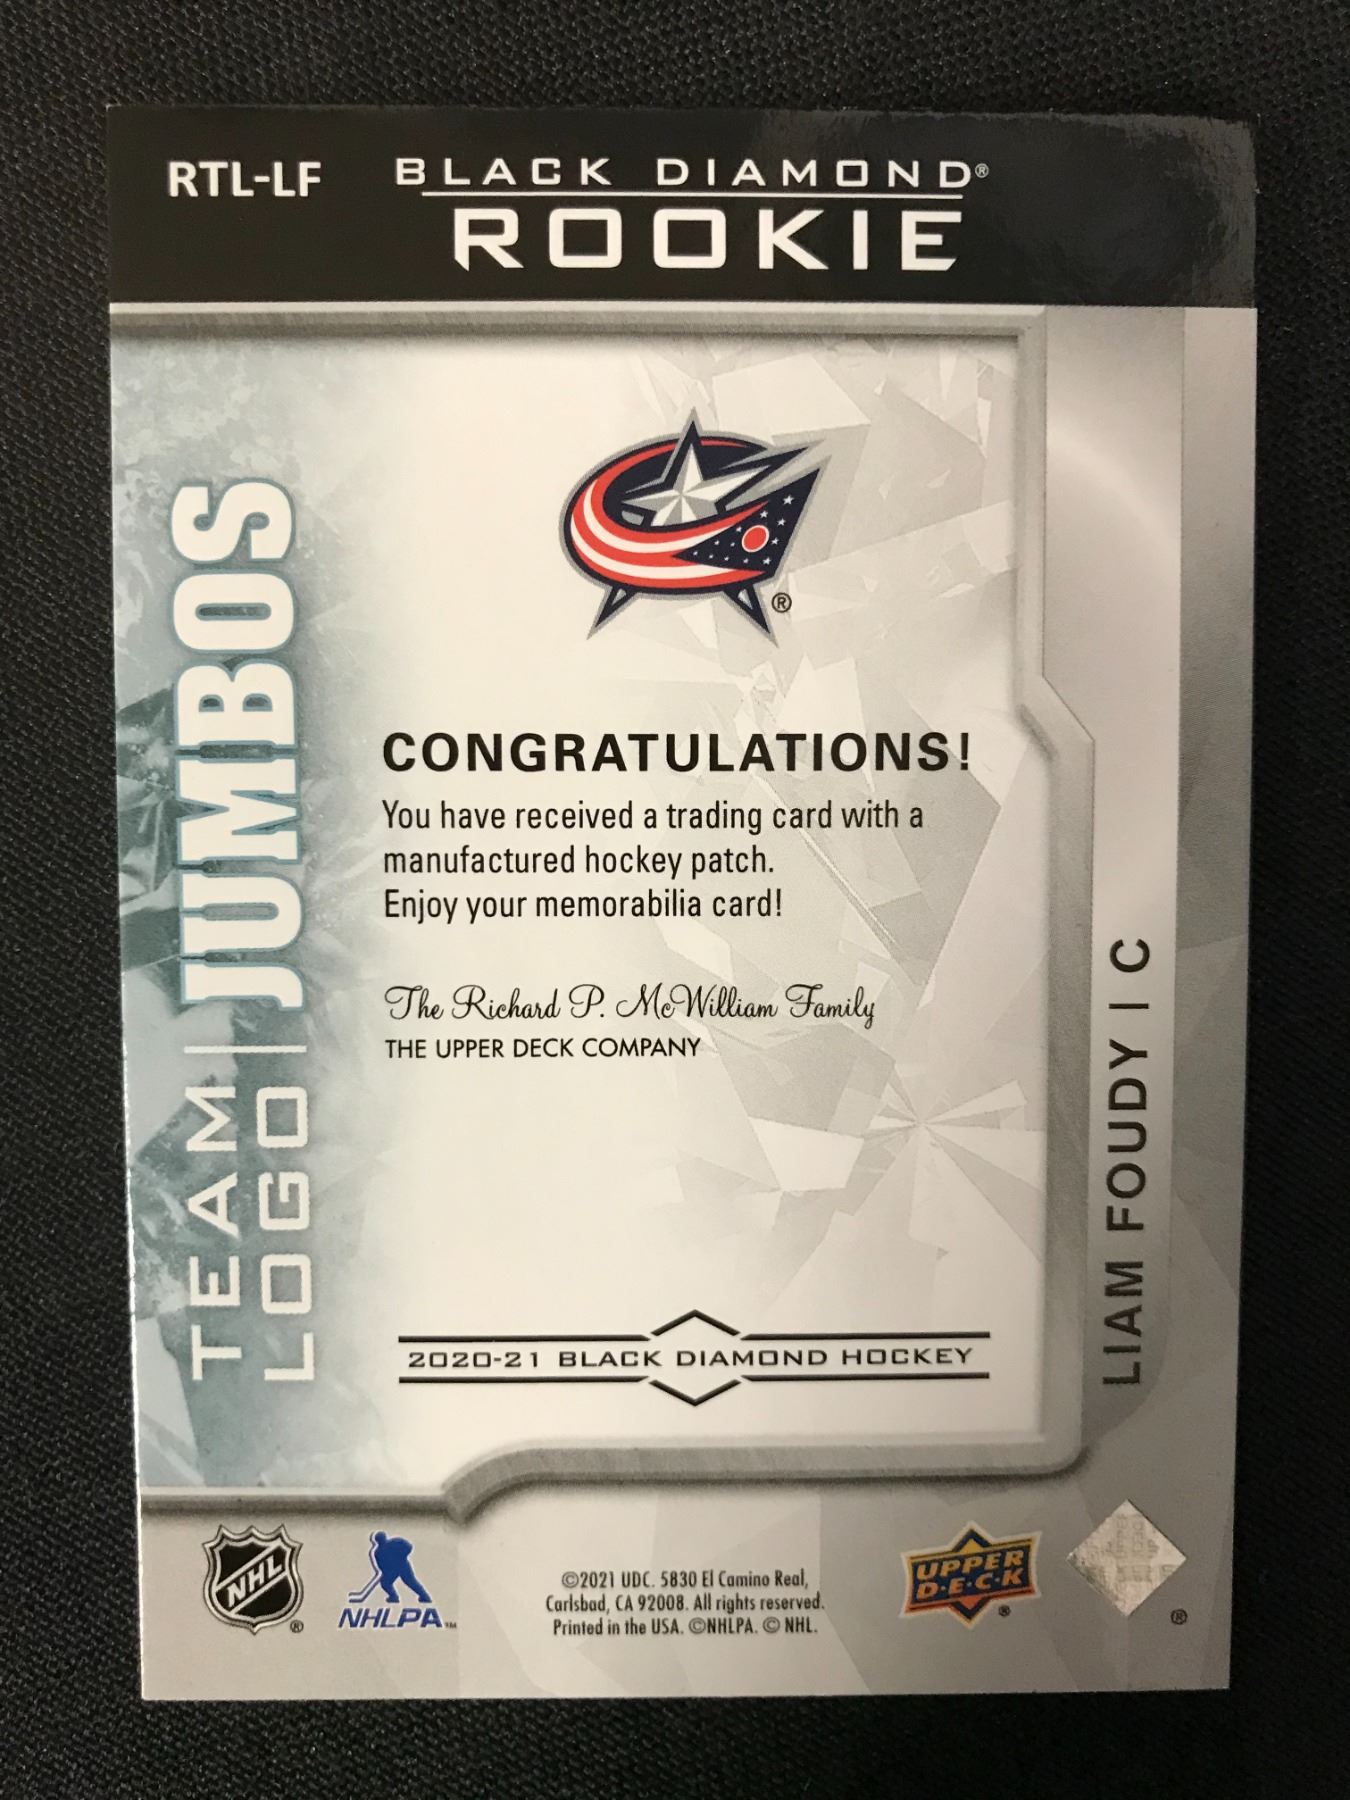 RTL-LF
BLACK DIAMOND®
ROOKIE
TEAM
LOGO
JUMBOS
®
CONGRATULATIONS!
You have received a trading card with a
manufactured hockey patch.
Enjoy your memorabilia card!
The Richard P. McWilliam Family
THE UPPER DECK COMPANY
LIAM FOUDY | C
2020-21 BLACK DIAMOND HOCKEY
NHL
®
NHLPA™
©2021 UDC. 5830 El Camino Real,
Carlsbad, CA 92008. All rights reserved.
Printed in the USA. ©NHLPA. © NHL.
UPPER
D·E·C·K
®
®